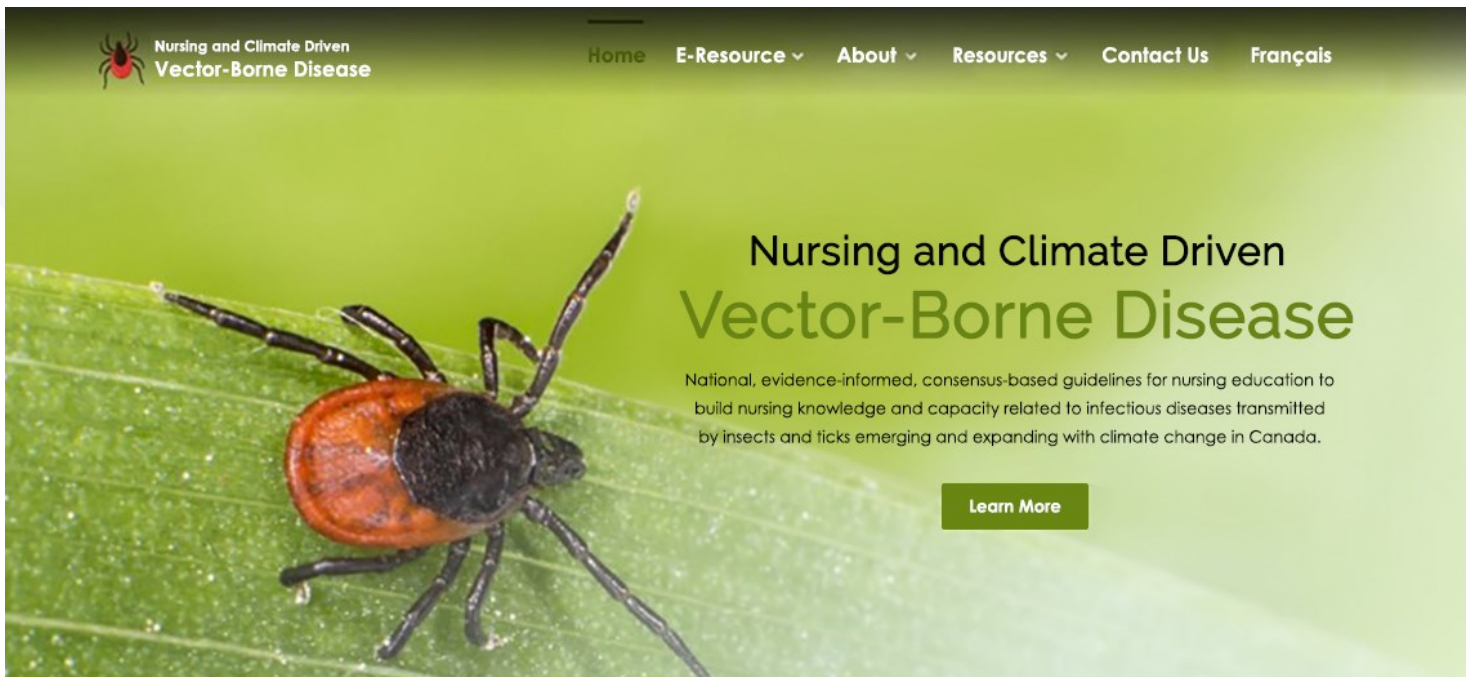 Nursing and Climate Driven
Vector-Borne Disease
Home E-Resource About Resources Contact Us Français
Nursing and Climate Driven
Vector-Borne Disease
National, evidence-informed, consensus-based guidelines for nursing education to
build nursing knowledge and capacity related to infectious diseases transmitted
by insects and ticks emerging and expanding with climate change in Canada.
Learn More